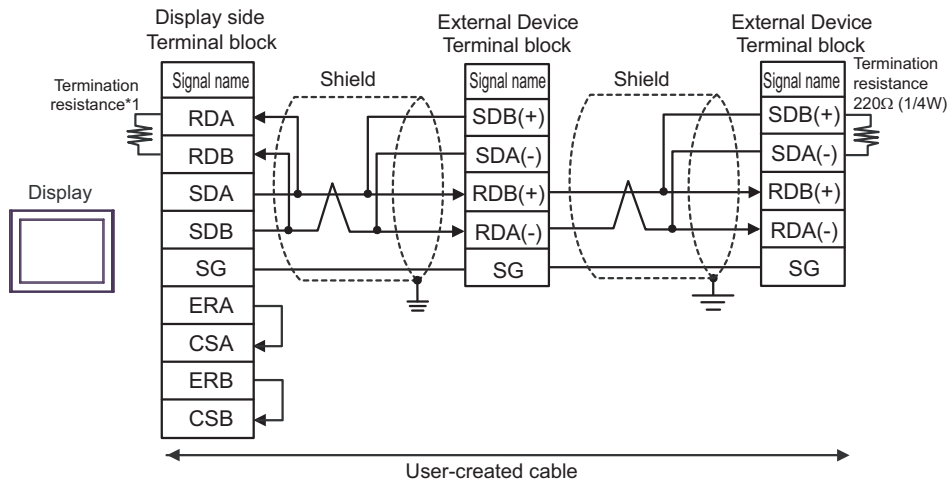 Display side
Terminal block
External Device
Terminal block
External Device
Terminal block
Termination
resistance*1
Signal name
RDA
RDB
SDA
SDB
SG
ERA
CSA
ERB
CSB
Shield
Signal name
SDB(+)
SDA(-)
RDB(+)
RDA(-)
SG
Shield
Signal name
SDB(+)
SDA(-)
RDB(+)
RDA(-)
SG
Termination
resistance
220Ω (1/4W)
Display
User-created cable